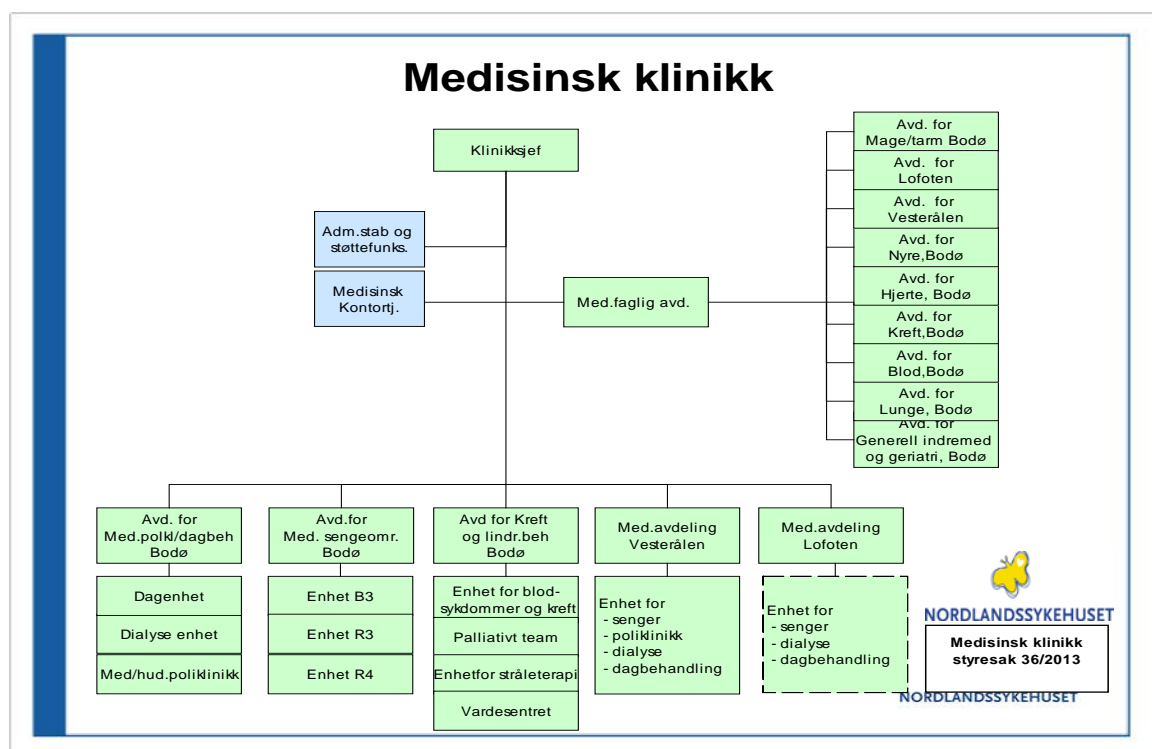 Medisinsk klinikk
Klinikksjef
Adm.stab og
støttefunks.
Medisinsk
Kontortj.
Med.faglig avd.
Avd. for
Mage/tarm Bodø
Avd. for
Lofoten
Avd. for
Vesterålen
Avd. for
Nyre,Bodø
Avd. for
Hjerte, Bodø
Avd. for
Kreft,Bodø
Avd. for
Blod,Bodø
Avd. for
Lunge, Bodø
Avd. for
Generell indremed
og geriatri, Bodø
Avd. for
Med.polkl/dagbeh
Bodø
Dagenhet
Dialyse enhet
Med/hud.poliklinikk
Avd.for
Med. sengeomr.
Bodø
Enhet B3
Enhet R3
Enhet R4
Avd for Kreft
og lindr.beh
Bodø
Enhet for blod-
sykdommer og kreft
Palliativt team
Enhetfor stråleterapi
Vardesentret
Med.avdeling
Vesterålen
Enhet for
- senger
- poliklinikk
- dialyse
- dagbehandling
Med.avdeling
Lofoten
Enhet for
- senger
- dialyse
- dagbehandling
NORDLANDSSYKEHUSET
Medisinsk klinikk
styresak 36/2013
NORDLANDSSYKEHUSET